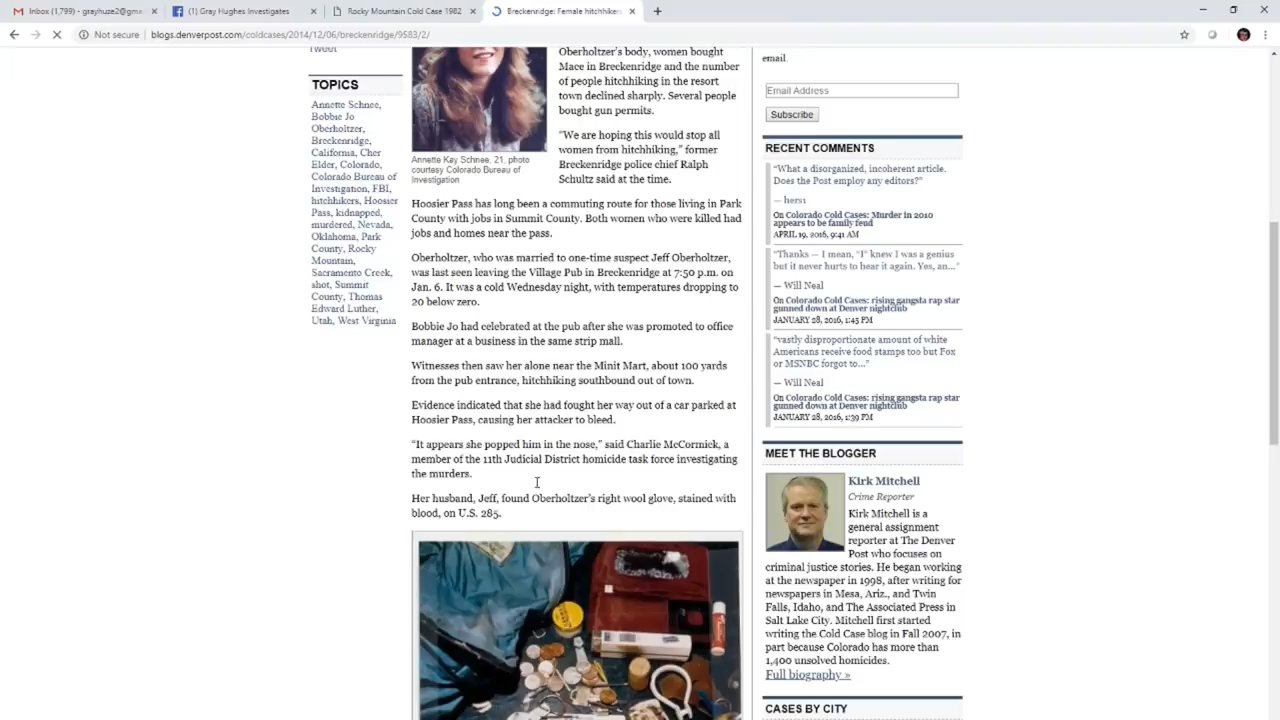 Inbox (1,799) - grayhuze2@gma
(1) Gray Hughes Investigates
Rocky Mountain Cold Case 1982
Breckenridge: Female hitchhiker
Not secure | blogs.denverpost.com/coldcases/2014/12/06/breckenridge/9583/2/
Tweet
TOPICS
Annette Schnee,
Bobbie Jo
Oberholtzer,
Breckenridge,
California, Cher
Elder, Colorado,
Colorado Bureau of
Investigation, FBI,
hitchhikers, Hoosier
Pass, kidnapped,
murdered, Nevada,
Oklahoma, Park
County, Rocky
Mountain,
Sacramento Creek,
shot, Summit
County, Thomas
Edward Luther,
Utah, West Virginia
Annette Kay Schnee, 21, photo
courtesy Colorado Bureau of
Investigation
Oberholtzer's body, women bought
Mace in Breckenridge and the number
of people hitchhiking in the resort
town declined sharply. Several people
bought gun permits.
“We are hoping this would stop all
women from hitchhiking,” former
Breckenridge police chief Ralph
Schultz said at the time.
Hoosier Pass has long been a commuting route for those living in Park
County with jobs in Summit County. Both women who were killed had
jobs and homes near the pass.
Oberholtzer, who was married to one-time suspect Jeff Oberholtzer,
was last seen leaving the Village Pub in Breckenridge at 7:50 p.m. on
Jan. 6. It was a cold Wednesday night, with temperatures dropping to
20 below zero.
Bobbie Jo had celebrated at the pub after she was promoted to office
manager at a business in the same strip mall.
Witnesses then saw her alone near the Minit Mart, about 100 yards
from the pub entrance, hitchhiking southbound out of town.
Evidence indicated that she had fought her way out of a car parked at
Hoosier Pass, causing her attacker to bleed.
“It appears she popped him in the nose,” said Charlie McCormick, a
member of the 11th Judicial District homicide task force investigating
the murders.
Her husband, Jeff, found Oberholtzer's right wool glove, stained with
blood, on U.S. 285.
email.
Email Address
Subscribe
RECENT COMMENTS
“What a disorganized, incoherent article.
Does the Post employ any editors?”
— hers1
On Colorado Cold Cases: Murder in 2010
appears to be family feud
APRIL 19, 2016, 9:41 AM
“Thanks — I mean, “I” knew I was a genius
but it never hurts to hear it again. Yes, an...”
— Will Neal
On Colorado Cold Cases: rising gangsta rap star
gunned down at Denver nightclub
JANUARY 28, 2016, 1:45 PM
“vastly disproportionate amount of white
Americans receive food stamps too but Fox
or MSNBC forgot to...”
— Will Neal
On Colorado Cold Cases: rising gangsta rap star
gunned down at Denver nightclub
JANUARY 28, 2016, 1:39 PM
MEET THE BLOGGER
Kirk Mitchell
Crime Reporter
Kirk Mitchell is a
general assignment
reporter at The Denver
Post who focuses on
criminal justice stories. He began working
at the newspaper in 1998, after writing for
newspapers in Mesa, Ariz., and Twin
Falls, Idaho, and The Associated Press in
Salt Lake City. Mitchell first started
writing the Cold Case blog in Fall 2007, in
part because Colorado has more than
1,400 unsolved homicides.
Full biography »
CASES BY CITY